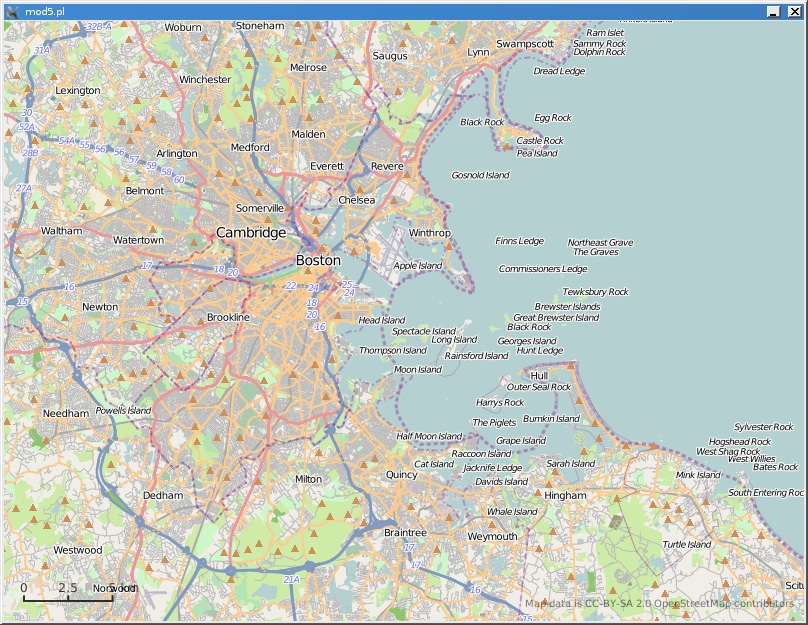 mod5.pl
32B-A
Woburn
Stoneham
Ram Islet
Sammy Rock
Dolphin Rock
31A
Saugus
Lynn
Swampscott
Winchester
Melrose
Dread Ledge
Lexington
30
52A
Black Rock
Egg Rock
54A 55 56 56 57 59 58 60
Malden
Castle Rock
28B
Arlington
Medford
Pea Island
Everett
Revere
Gosnold Island
27A
Belmont
Chelsea
Somerville
Waltham
Watertown
Cambridge
Winthrop
Finns Ledge
Northeast Grave
The Graves
Boston
17
18 20
Apple Island
Commissioners Ledge
16
22 24
25
24
Tewksbury Rock
15
Newton
18
20
Brewster Islands
Brookline
16
Head Island
Great Brewster Island
Spectacle Island
Black Rock
Long Island
Georges Island
Thompson Island
Rainsford Island
Hunt Ledge
Moon Island
Hull
Outer Seal Rock
Harrys Rock
Needham
Powells Island
The Piglets
Bumkin Island
Sylvester Rock
Half Moon Island
Grape Island
Hogshead Rock
West Shag Rock
Raccoon Island
West Willies
Cat Island
Jacknife Ledge
Sarah Island
Bates Rock
Milton
Quincy
Davids Island
Mink Island
Dedham
Hingham
South Entering Roc
Whale Island
Braintree
Weymouth
Westwood
17
Turtle Island
17
21A
16
0
2.5
Norwood
Scitu
Map data is CC-BY-SA 2.0 OpenStreetMap contributors
15